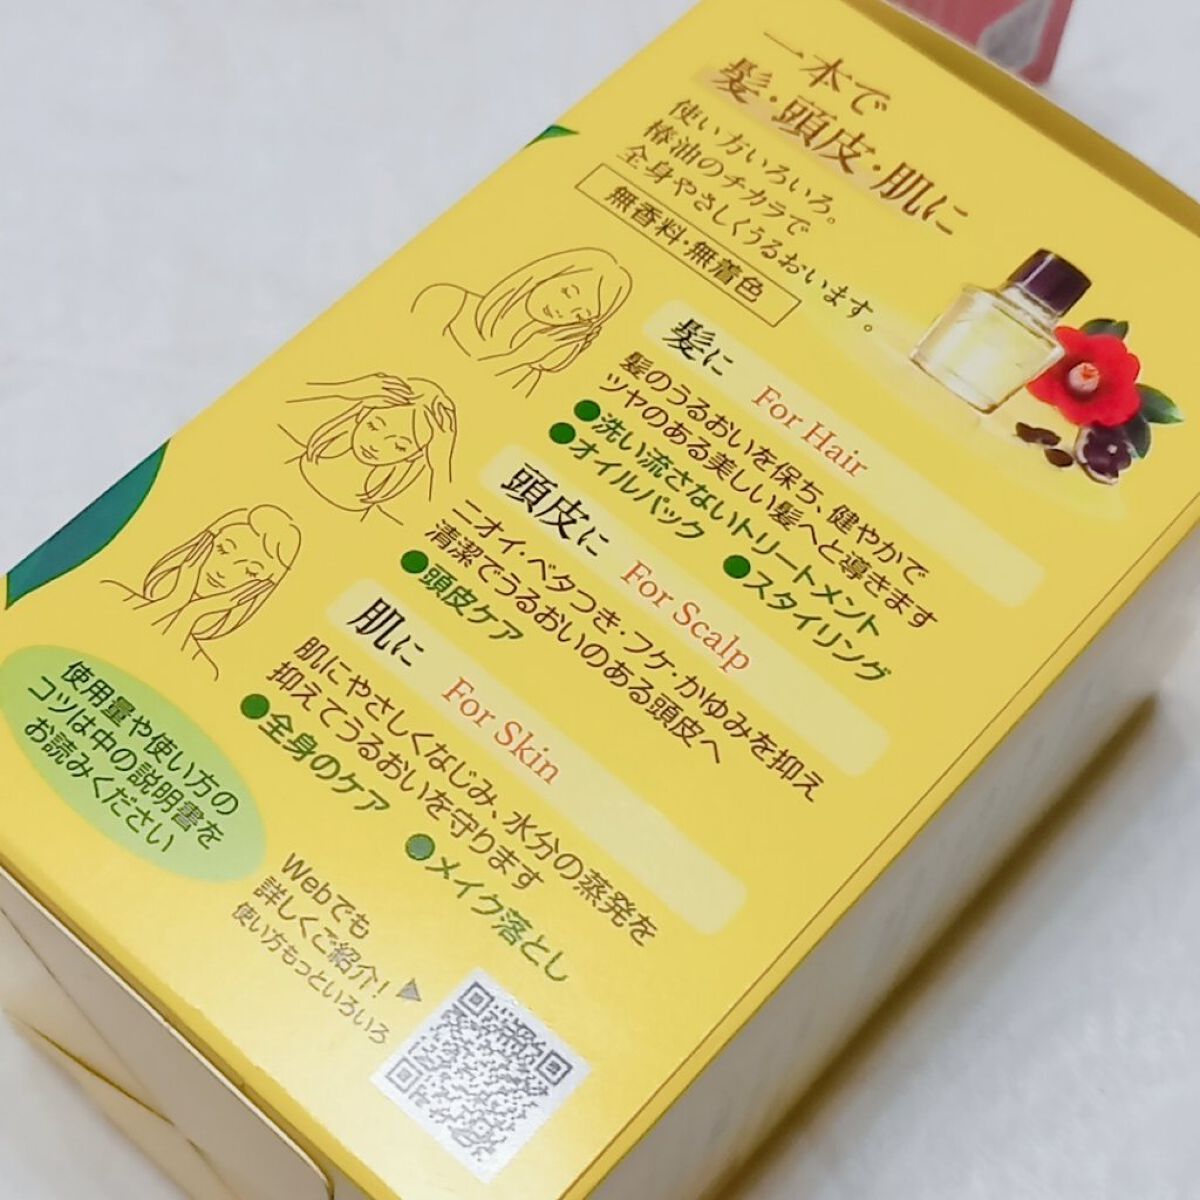 一本で
髪・頭皮・肌に
使い方いろいろ。
椿油のチカラで
全身やさしくうるおいます。
無香料・無着色
髪に For Hair
髪のうるおいを保ち、健やかで
ツヤのある美しい髪へと導きます
●洗い流さないトリートメント
●オイルパック ●スタイリング
頭皮に For Scalp
ニオイ・ベタつき・フケ・かゆみを抑え
清潔でうるおいのある頭皮へ
●頭皮ケア
肌に For Skin
肌にやさしくなじみ、水分の蒸発を
抑えてうるおいを守ります
●全身のケア ●メイク落とし
使用量や使い方の
コツは中の説明書を
お読みください
Webでも
詳しくご紹介!
使い方もっといろいろ